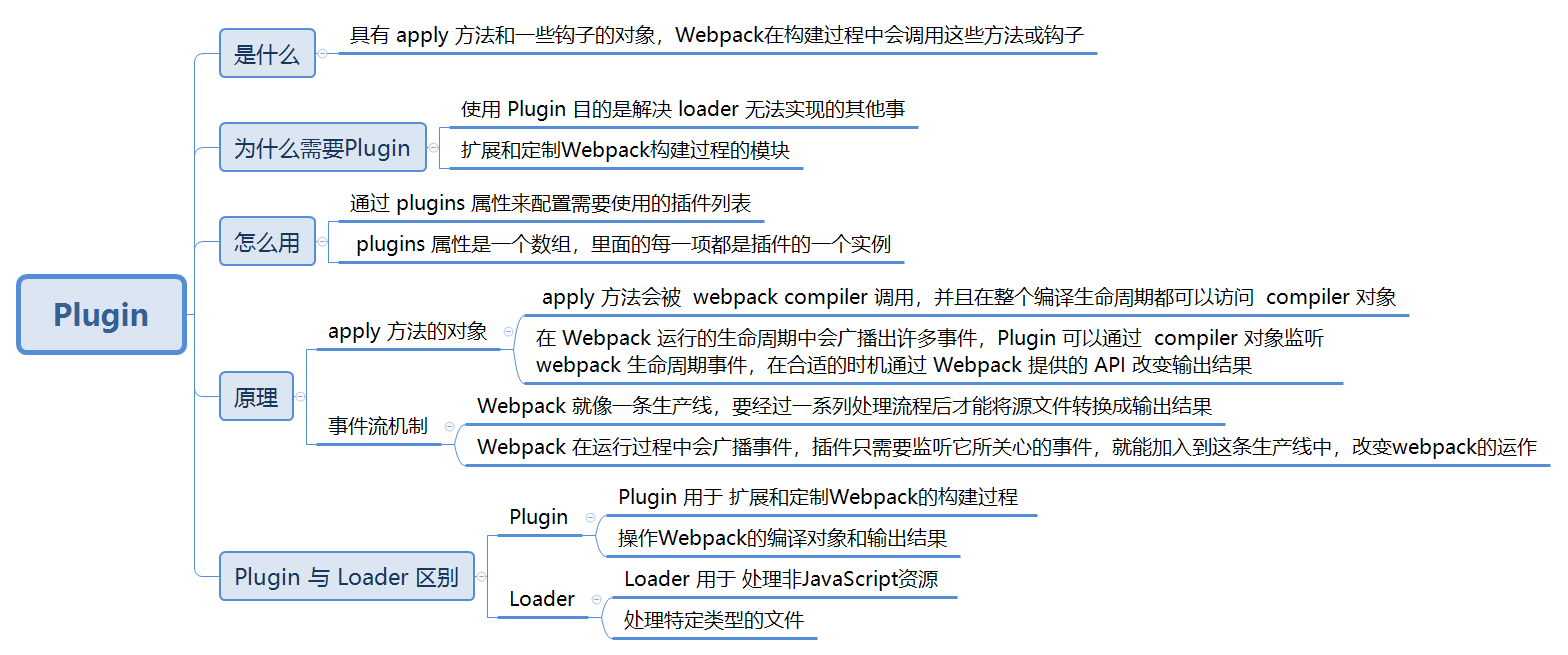 Plugin
是什么
具有 apply 方法和一些钩子的对象，Webpack在构建过程中会调用这些方法或钩子
为什么需要Plugin
使用 Plugin 目的是解决 loader 无法实现的其他事
扩展和定制Webpack构建过程的模块
怎么用
通过 plugins 属性来配置需要使用的插件列表
plugins 属性是一个数组，里面的每一项都是插件的一个实例
原理
apply 方法的对象
apply 方法会被 webpack compiler 调用，并且在整个编译生命周期都可以访问 compiler 对象
在 Webpack 运行的生命周期中会广播出许多事件，Plugin 可以通过 compiler 对象监听
webpack 生命周期事件，在合适的时机通过 Webpack 提供的 API 改变输出结果
事件流机制
Webpack 就像一条生产线，要经过一系列处理流程后才能将源文件转换成输出结果
Webpack 在运行过程中会广播事件，插件只需要监听它所关心的事件，就能加入到这条生产线中，改变webpack的运作
Plugin 与 Loader 区别
Plugin
Plugin 用于 扩展和定制Webpack的构建过程
操作Webpack的编译对象和输出结果
Loader
Loader 用于 处理非JavaScript资源
处理特定类型的文件